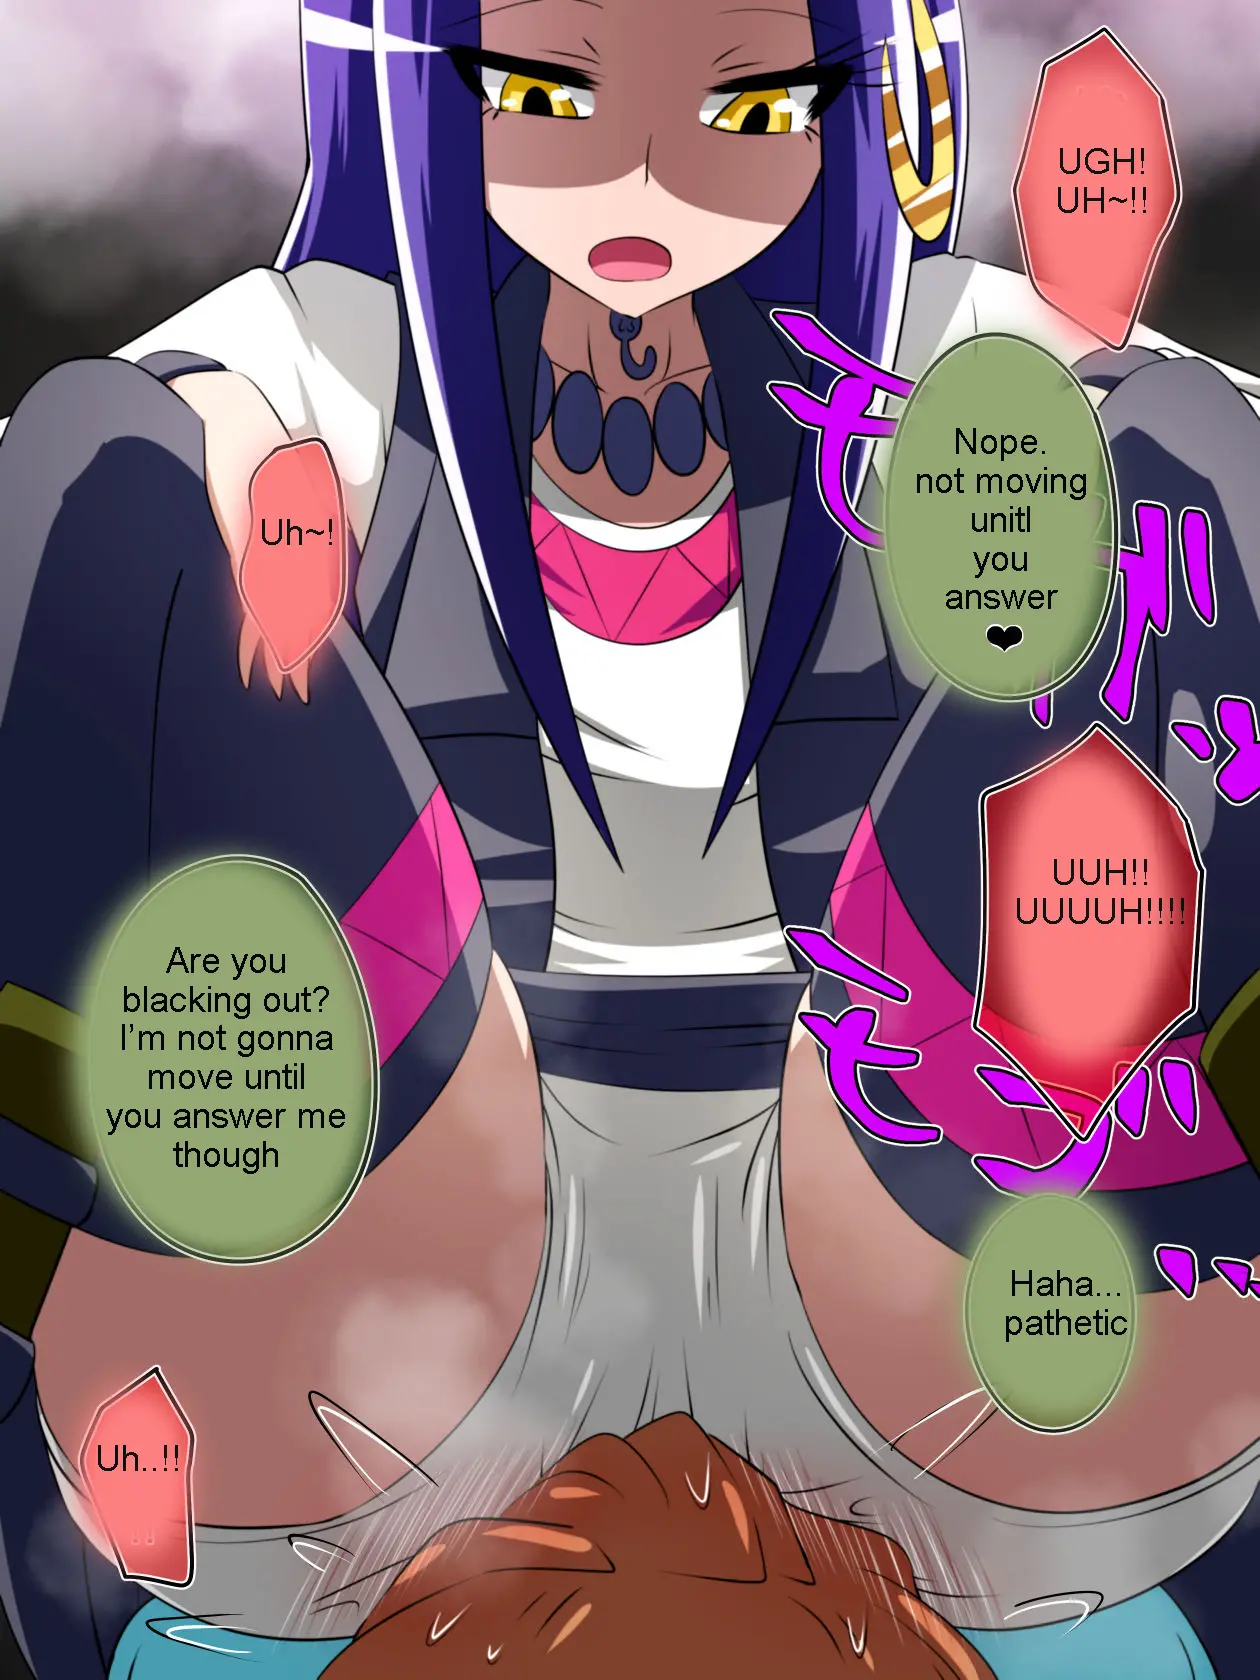 UGH!
UH~!!
Nope.
not moving
unitl
you
answer
❤
Uh~!
UUH!!
UUUUH!!!!
Are you
blacking out?
I'm not gonna
move until
you answer me
though
Haha...
pathetic
Uh..!!